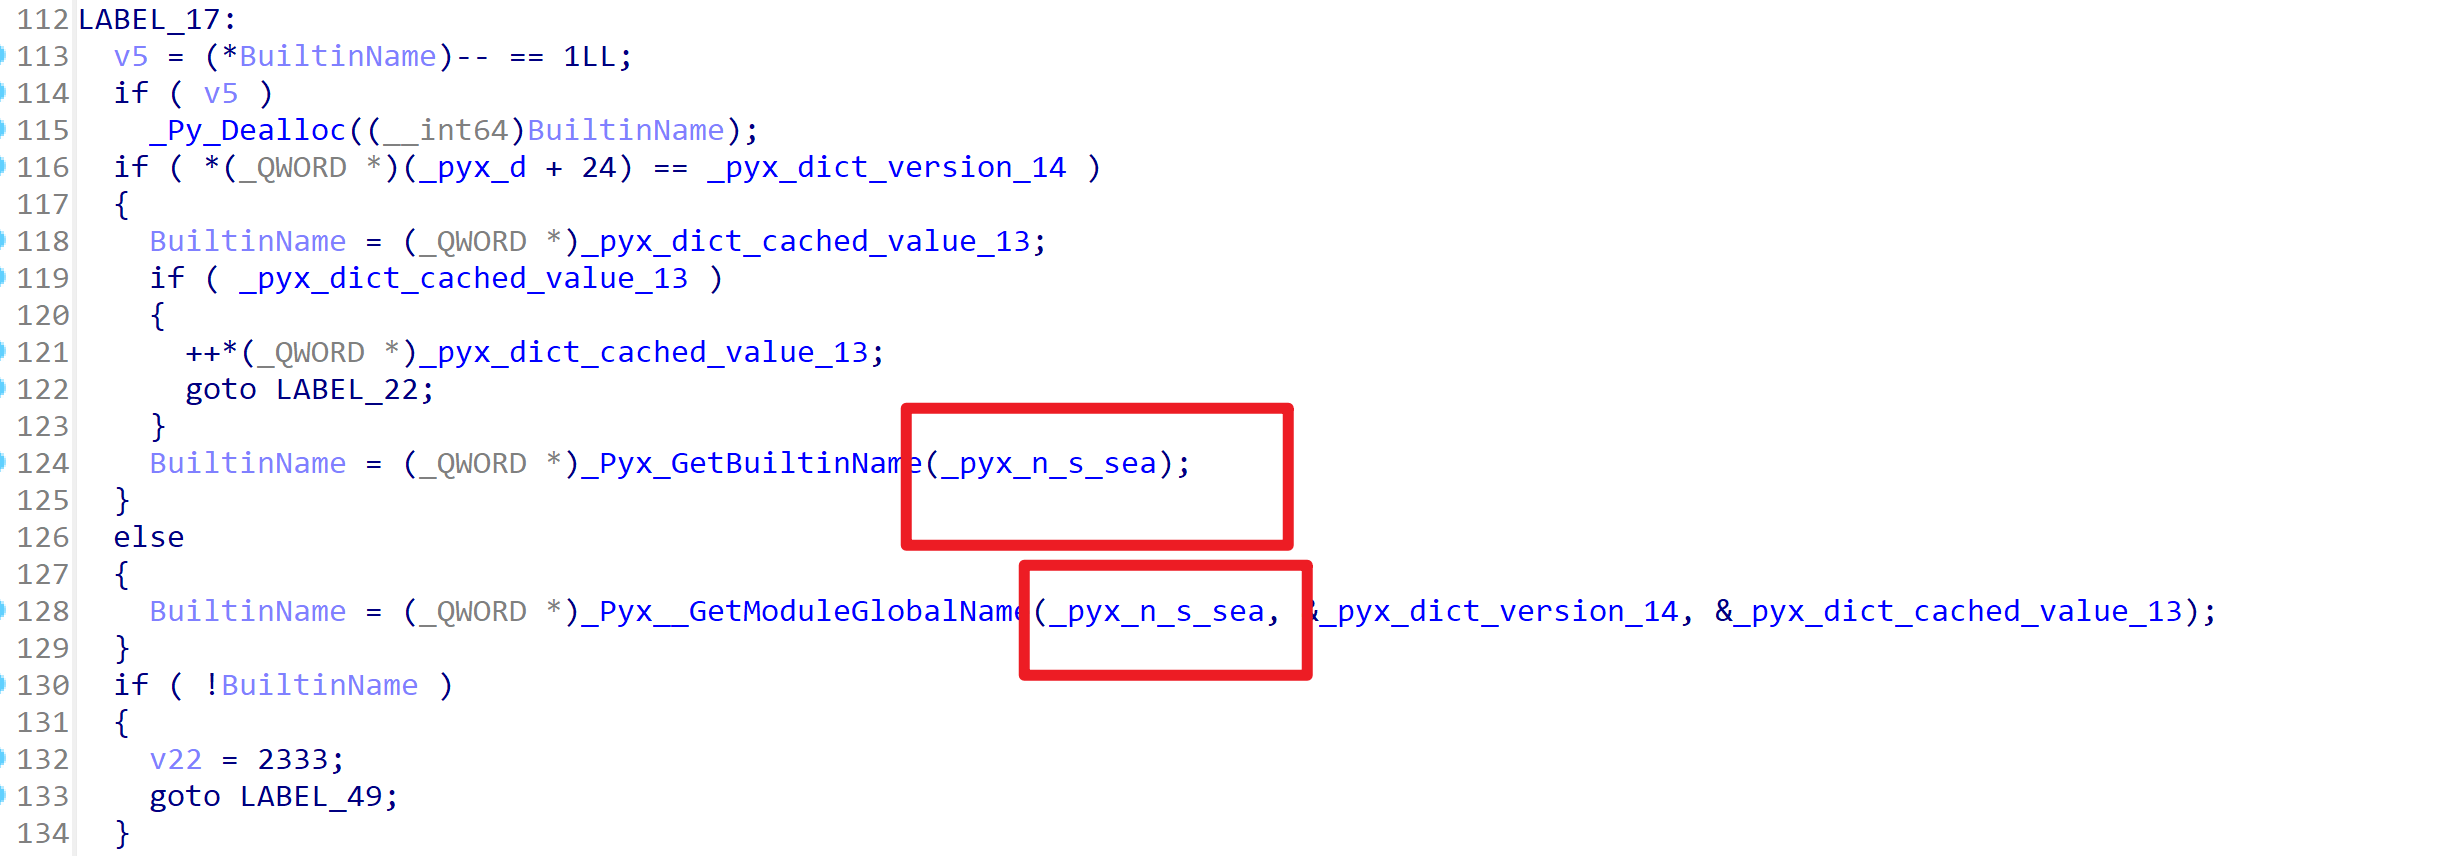 112 LABEL_17:
113   v5 = (*BuiltinName)-- == 1LL;
114   if ( v5 )
115     _Py_Dealloc((__int64)BuiltinName);
116   if ( *(_QWORD *)(_pyx_d + 24) == _pyx_dict_version_14 )
117   {
118     BuiltinName = (_QWORD *)_pyx_dict_cached_value_13;
119     if ( _pyx_dict_cached_value_13 )
120     {
121       ++*(_QWORD *)_pyx_dict_cached_value_13;
122       goto LABEL_22;
123     }
124     BuiltinName = (_QWORD *)_Pyx_GetBuiltinName(_pyx_n_s_sea);
125   }
126   else
127   {
128     BuiltinName = (_QWORD *)_Pyx__GetModuleGlobalName(_pyx_n_s_sea, &_pyx_dict_version_14, &_pyx_dict_cached_value_13);
129   }
130   if ( !BuiltinName )
131   {
132     v22 = 2333;
133     goto LABEL_49;
134   }